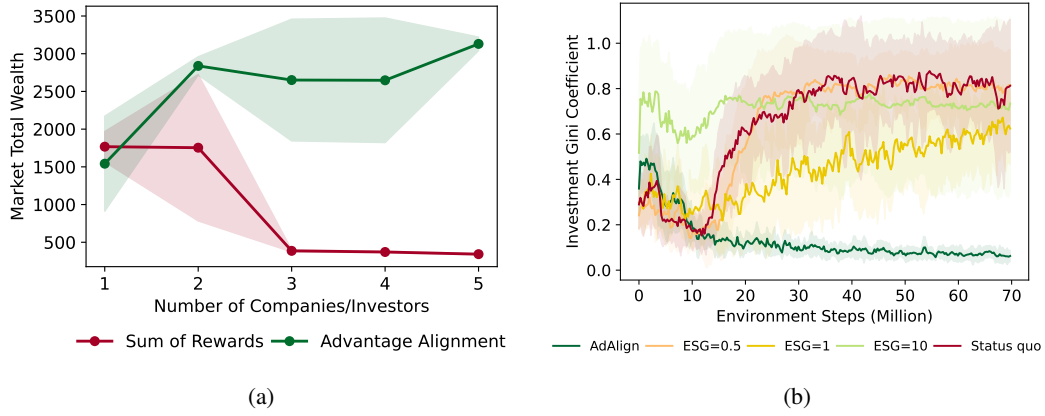 3500
3000
2500
2000
1500
1000
500
Market Total Wealth
1 2 3 4 5
Number of Companies/Investors
Sum of Rewards Advantage Alignment
(a)
1.0
0.8
0.6
0.4
0.2
0.0
Investment Gini Coefficient
0 10 20 30 40 50 60 70
Environment Steps (Million)
AdAlign ESG=0.5 ESG=1 ESG=10 Status quo
(b)